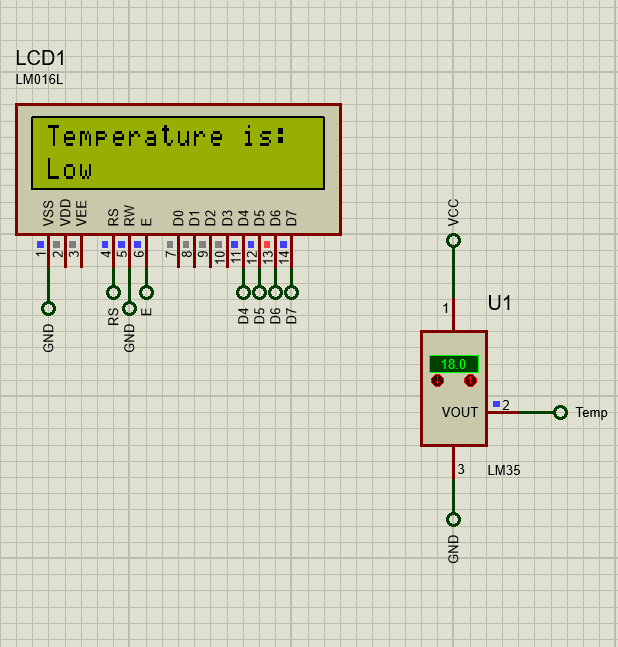 LCD1
LM016L
Temperature is:
Low
VSS VDD VEE RS RW E D0 D1 D2 D3 D4 D5 D6 D7
1 2 3 4 5 6 7 8 9 10 11 12 13 14
GND RS GND E D4 D5 D6 D7
VCC
1
U1
18.0
VOUT
2
Temp
3
LM35
GND